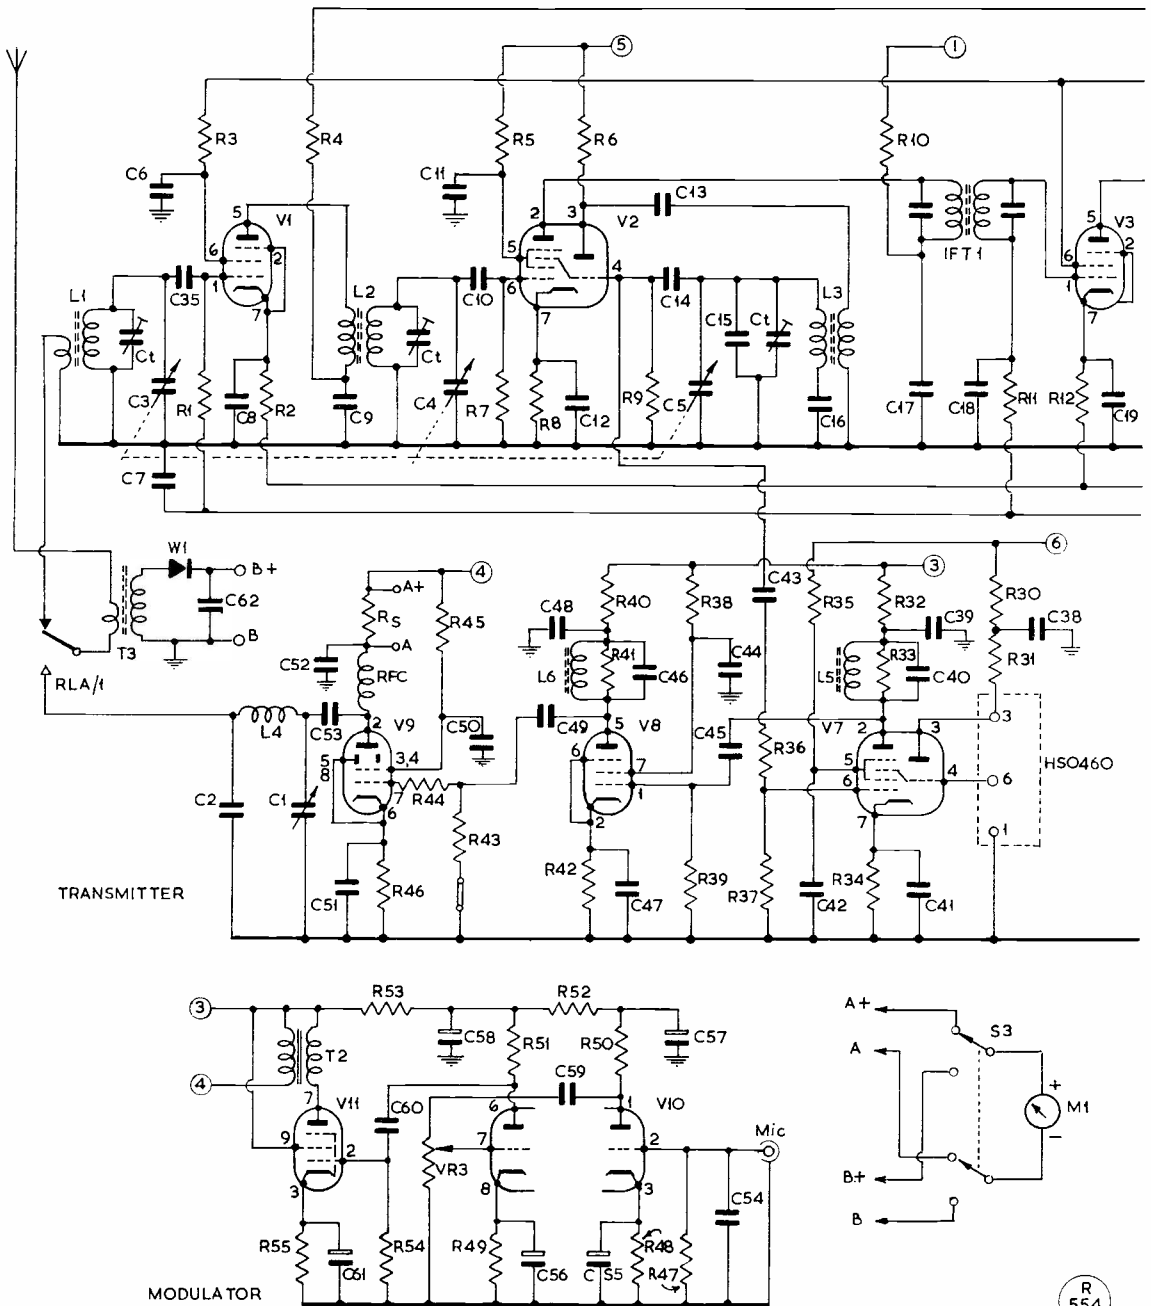 5
1
R3
R4
R5
R6
R10
C6
C11
C13
5
V1
2
3
V2
5
V3
IFT1
6
2
5
4
6
2
1
C35
6
1
L1
7
L2
C10
7
C14
C15
Ct
L3
7
Ct
C3
R1
C8
R2
Ct
C4
R7
R8
C12
R9
C5
C16
C17
C18
R11
R12
C19
C9
C7
W1
B+
C62
B
T3
RLA/1
4
A+
RS
R45
A
C52
RFC
3
6
C48
R40
R38
C43
R35
R32
C39
R30
C38
L6
R41
C46
C44
L5
R33
C40
R31
L4
C53
2
V9
C50
C49
5
V8
C45
V7
2
3
3
5
8
3,4
6
7
R36
5
4
6
HS0460
C2
C1
7
R44
1
6
6
R43
2
7
1
TRANSMITTER
C51
R46
R42
C47
R39
R37
C42
R34
C41
3
R53
R52
A+
S3
C58
R51
R50
C57
A
T2
4
7
C59
+
V11
C60
6
1
V10
M1
9
2
7
2
Mic
−
VR3
B+
3
8
3
C54
B
R55
C61
R54
R49
C56
C S5
R48
R47
MODULATOR
R
554